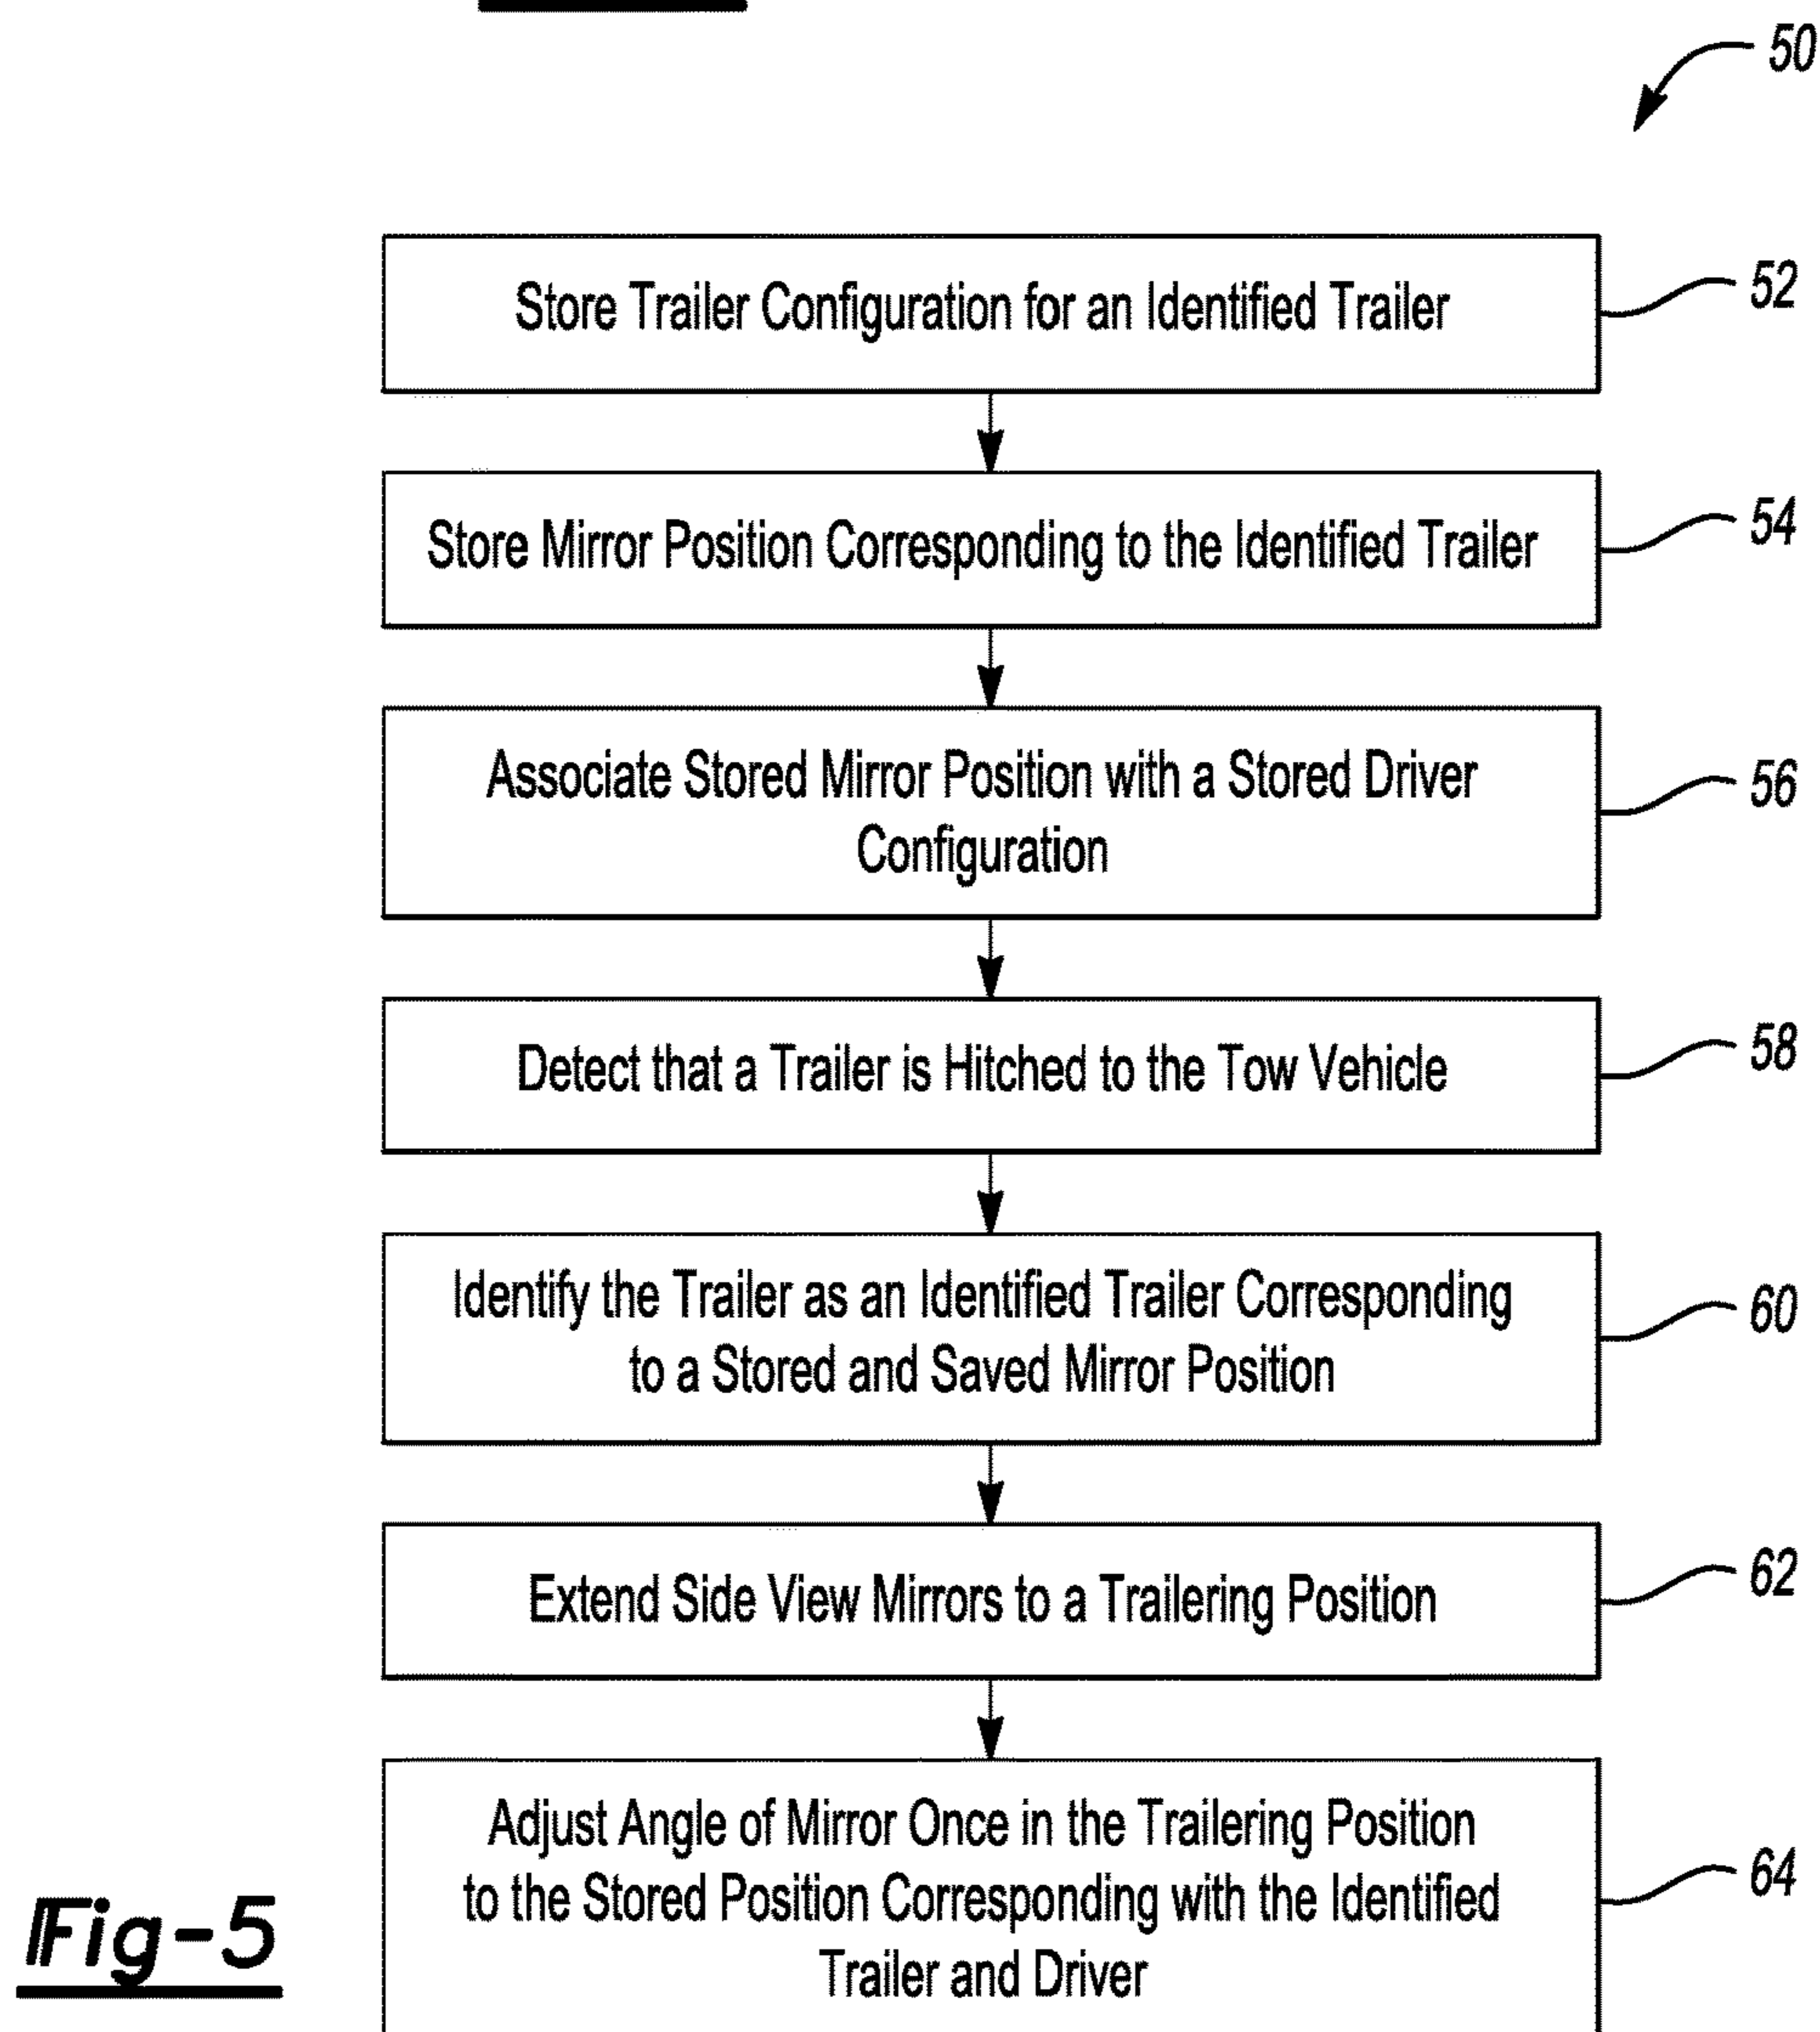 50
Store Trailer Configuration for an Identified Trailer
52
Store Mirror Position Corresponding to the Identified Trailer
54
Associate Stored Mirror Position with a Stored Driver
Configuration
56
Detect that a Trailer is Hitched to the Tow Vehicle
58
Identify the Trailer as an Identified Trailer Corresponding
to a Stored and Saved Mirror Position
60
Extend Side View Mirrors to a Trailering Position
62
Adjust Angle of Mirror Once in the Trailering Position
to the Stored Position Corresponding with the Identified
Trailer and Driver
64
Fig-5